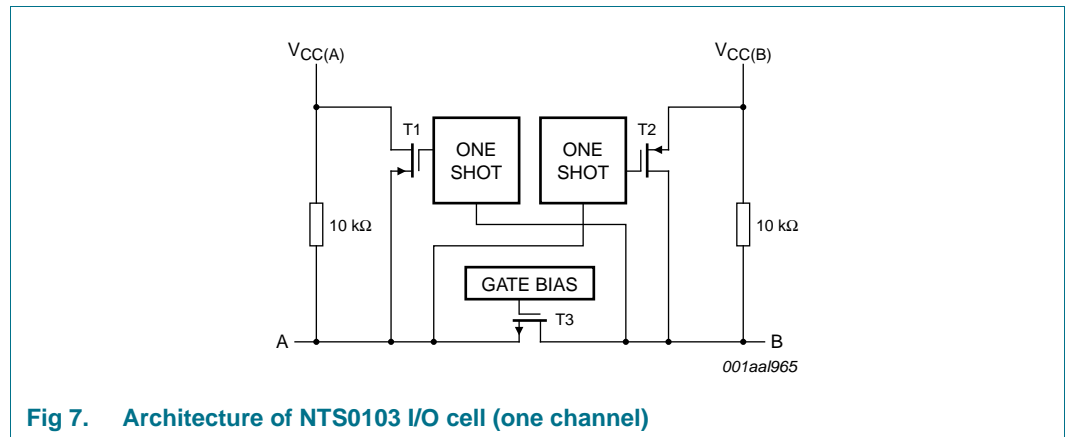 VCC(A)
VCC(B)
T1
ONE
SHOT
ONE
SHOT
T2
10 kΩ
10 kΩ
GATE BIAS
T3
A
B
001aal965
Fig 7. Architecture of NTS0103 I/O cell (one channel)